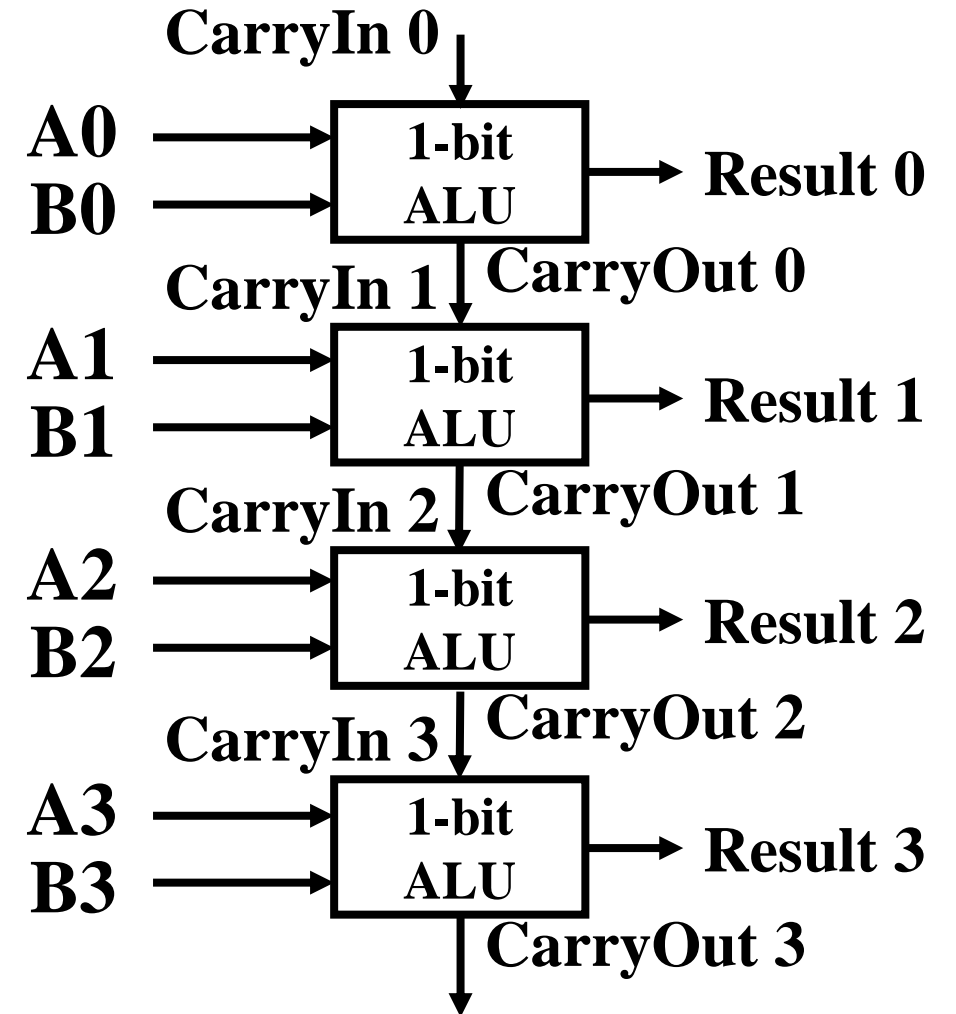 CarryIn 0
A0
B0
1-bit
ALU
Result 0
CarryOut 0
CarryIn 1
A1
B1
1-bit
ALU
Result 1
CarryOut 1
CarryIn 2
A2
B2
1-bit
ALU
Result 2
CarryOut 2
CarryIn 3
A3
B3
1-bit
ALU
Result 3
CarryOut 3